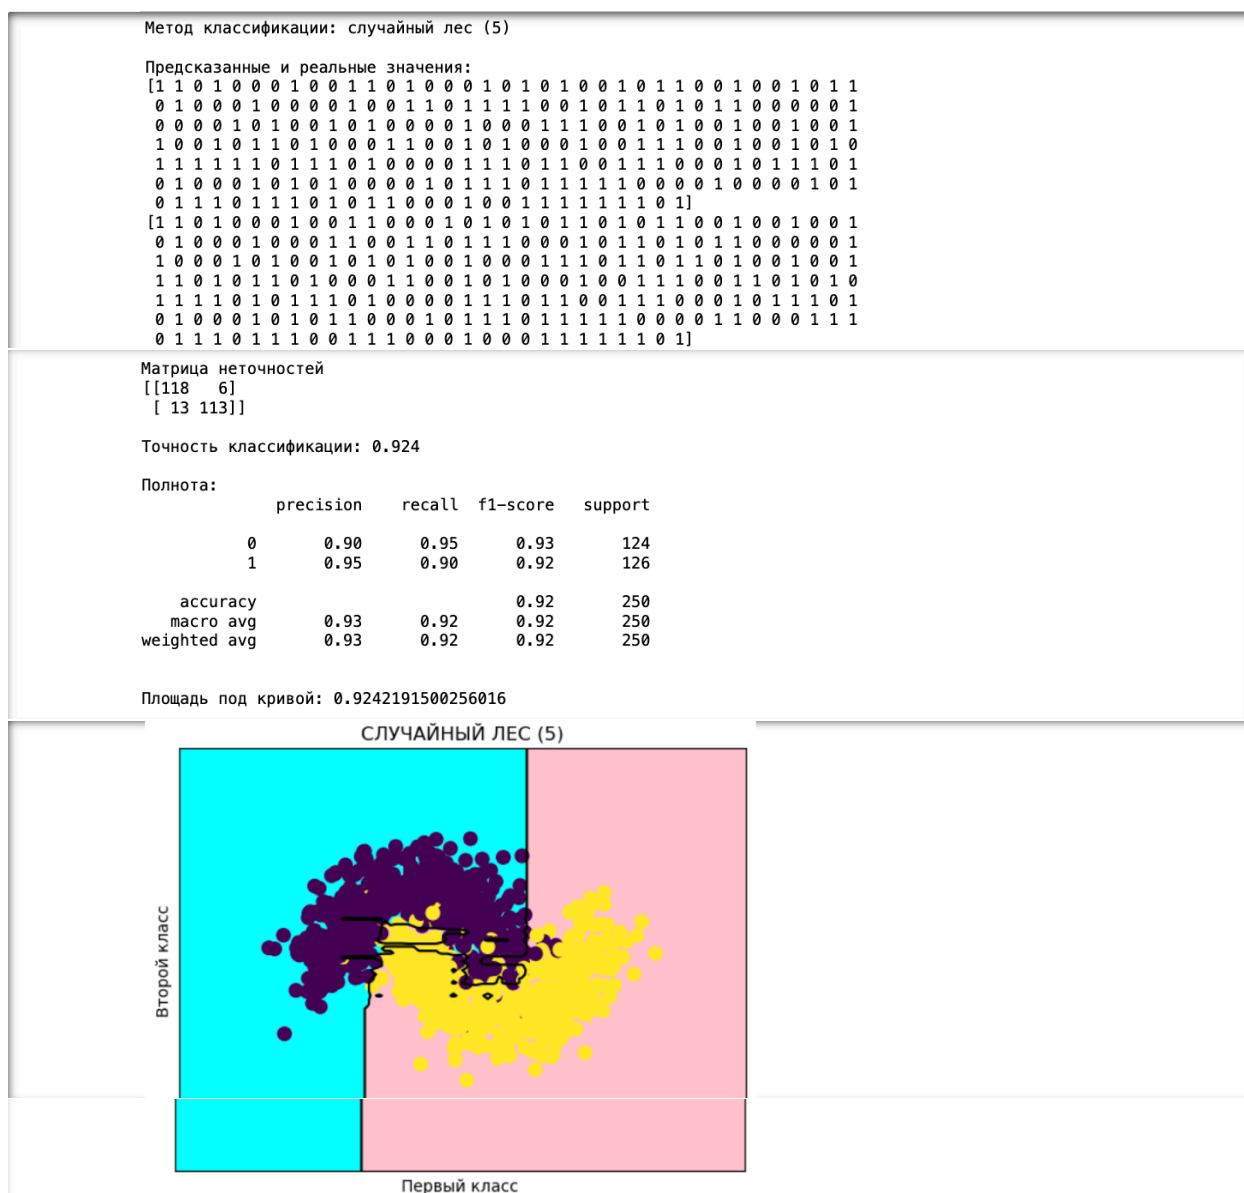 Метод классификации: случайный лес (5)
Предсказанные и реальные значения:
[1 1 0 1 0 0 0 1 0 0 1 1 0 1 0 0 0 1 0 1 0 1 0 0 1 0 1 1 0 0 1 0 0 1 0 1 1
0 1 0 0 0 1 0 0 0 0 1 0 0 1 1 0 1 1 1 1 0 0 1 0 1 1 0 1 0 1 1 0 0 0 0 0 1
0 0 0 0 1 0 1 0 0 1 0 1 0 0 0 0 1 0 0 0 1 1 1 0 0 1 0 1 0 0 1 0 0 1 0 0 1
1 0 0 1 0 1 1 0 1 0 0 0 1 1 0 0 1 0 1 0 0 0 1 0 0 1 1 1 0 0 1 0 0 1 0 1 0
1 1 1 1 1 1 0 1 1 1 0 1 0 0 0 0 1 1 1 0 1 1 0 0 1 1 1 0 0 0 1 0 1 1 1 0 1
0 1 0 0 0 1 0 1 0 1 0 0 0 0 1 0 1 1 1 0 1 1 1 1 1 0 0 0 0 1 0 0 0 0 1 0 1
0 1 1 1 0 1 1 1 0 1 0 1 1 0 0 0 1 0 0 1 1 1 1 1 1 1 0 1]
[1 1 0 1 0 0 0 1 0 0 1 1 0 0 0 1 0 1 0 1 0 1 1 0 1 0 1 1 0 0 1 0 0 1 0 0 1
0 1 0 0 0 1 0 0 0 1 1 0 0 1 1 0 1 1 1 0 0 0 1 0 1 1 0 1 0 1 1 0 0 0 0 0 1
1 0 0 0 1 0 1 0 0 1 0 1 0 1 0 0 1 0 0 0 1 1 1 0 1 1 0 1 1 0 1 0 0 1 0 0 1
1 1 0 1 0 1 1 0 1 0 0 0 1 1 0 0 1 0 1 0 0 0 1 0 0 1 1 1 0 0 1 1 0 1 0 1 0
1 1 1 1 0 1 0 1 1 1 0 1 0 0 0 0 1 1 1 0 1 1 0 0 1 1 1 0 0 0 1 0 1 1 1 0 1
0 1 0 0 0 1 0 1 0 1 1 0 0 0 1 0 1 1 1 0 1 1 1 1 1 0 0 0 0 1 1 0 0 0 1 1 1
0 1 1 1 0 1 1 1 0 0 1 1 1 0 0 0 1 0 0 0 1 1 1 1 1 1 0 1]
Матрица неточностей
[[118 6]
[ 13 113]]
Точность классификации: 0.924
Полнота:
precision recall f1-score support
0 0.90 0.95 0.93 124
1 0.95 0.90 0.92 126
accuracy 0.92 250
macro avg 0.93 0.92 0.92 250
weighted avg 0.93 0.92 0.92 250
Площадь под кривой: 0.9242191500256016
СЛУЧАЙНЫЙ ЛЕС (5)
Второй класс
Первый класс